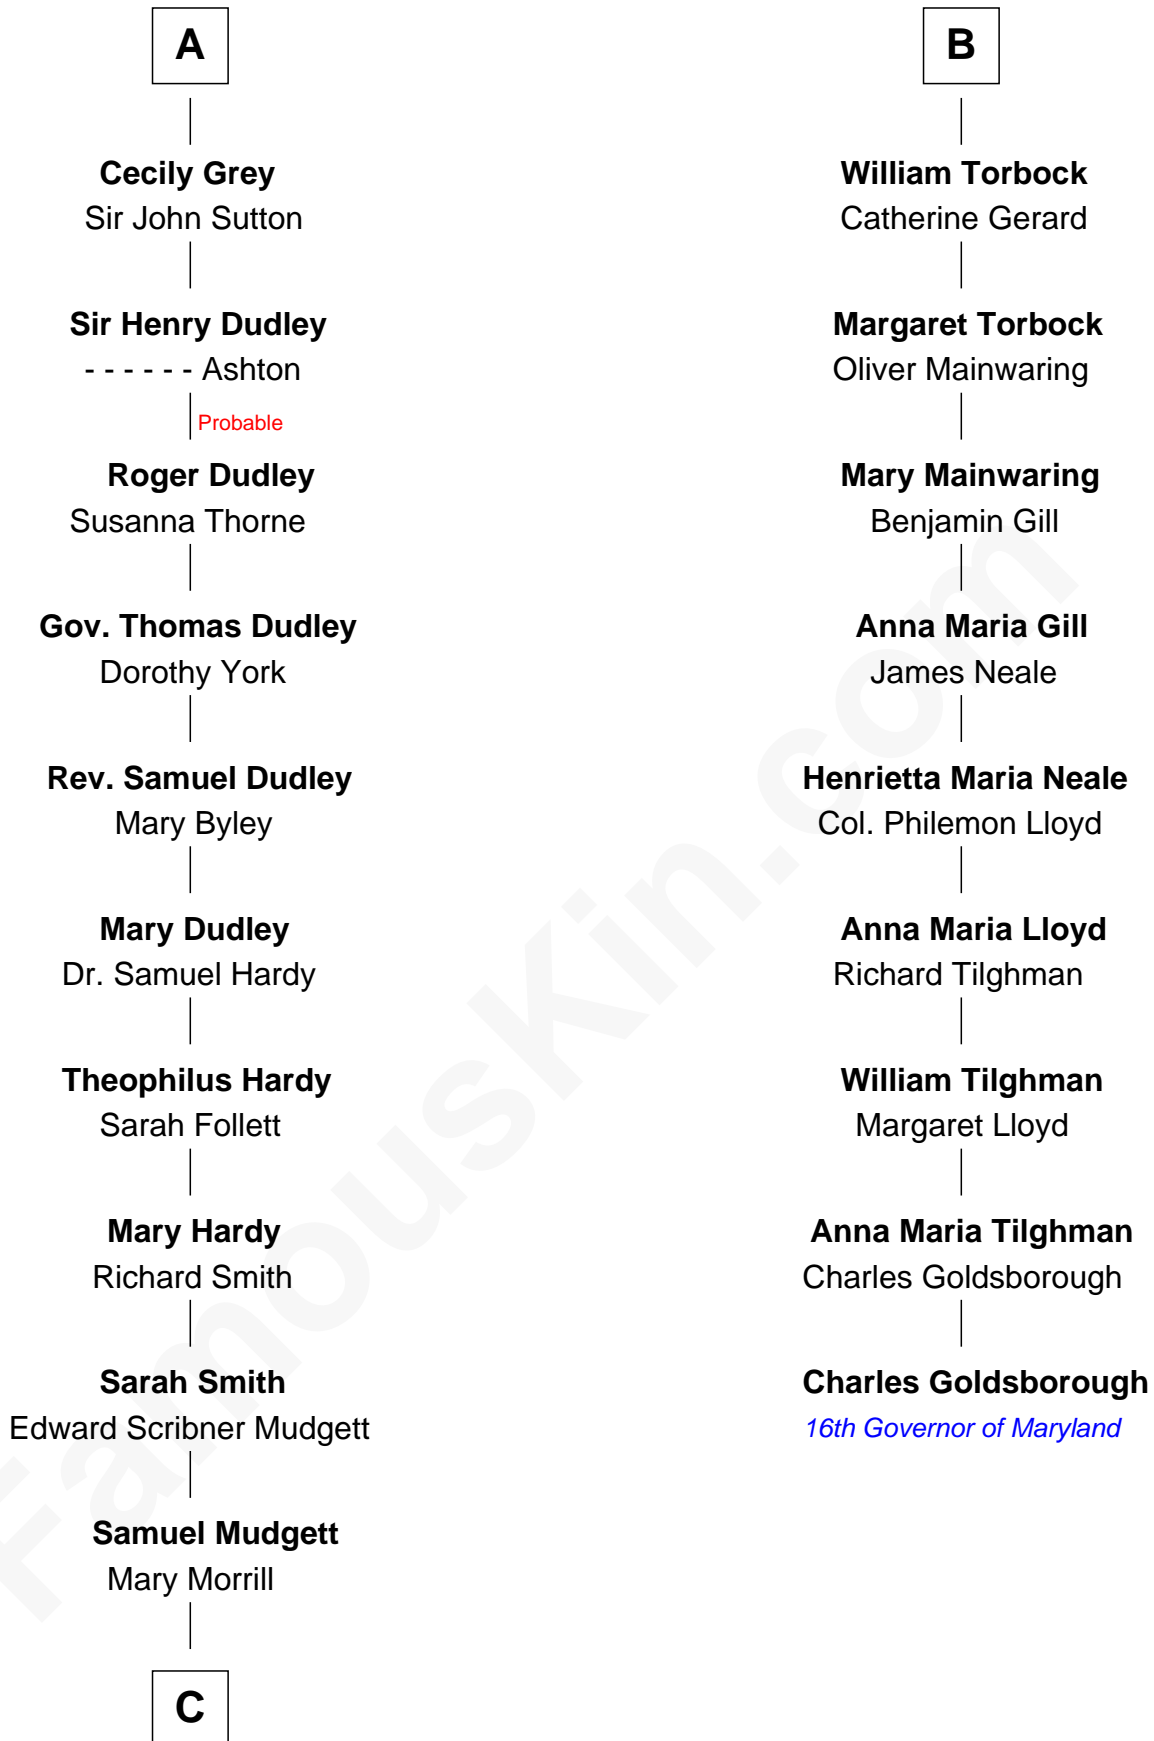 A
Cecily Grey
Sir John Sutton
Sir Henry Dudley
- - - - - - Ashton
Probable
Roger Dudley
Susanna Thorne
Gov. Thomas Dudley
Dorothy York
Rev. Samuel Dudley
Mary Byley
Mary Dudley
Dr. Samuel Hardy
Theophilus Hardy
Sarah Follett
Mary Hardy
Richard Smith
Sarah Smith
Edward Scribner Mudgett
Samuel Mudgett
Mary Morrill
C
B
William Torbock
Catherine Gerard
Margaret Torbock
Oliver Mainwaring
Mary Mainwaring
Benjamin Gill
Anna Maria Gill
James Neale
Henrietta Maria Neale
Col. Philemon Lloyd
Anna Maria Lloyd
Richard Tilghman
William Tilghman
Margaret Lloyd
Anna Maria Tilghman
Charles Goldsborough
Charles Goldsborough
16th Governor of Maryland
FamousKin.com